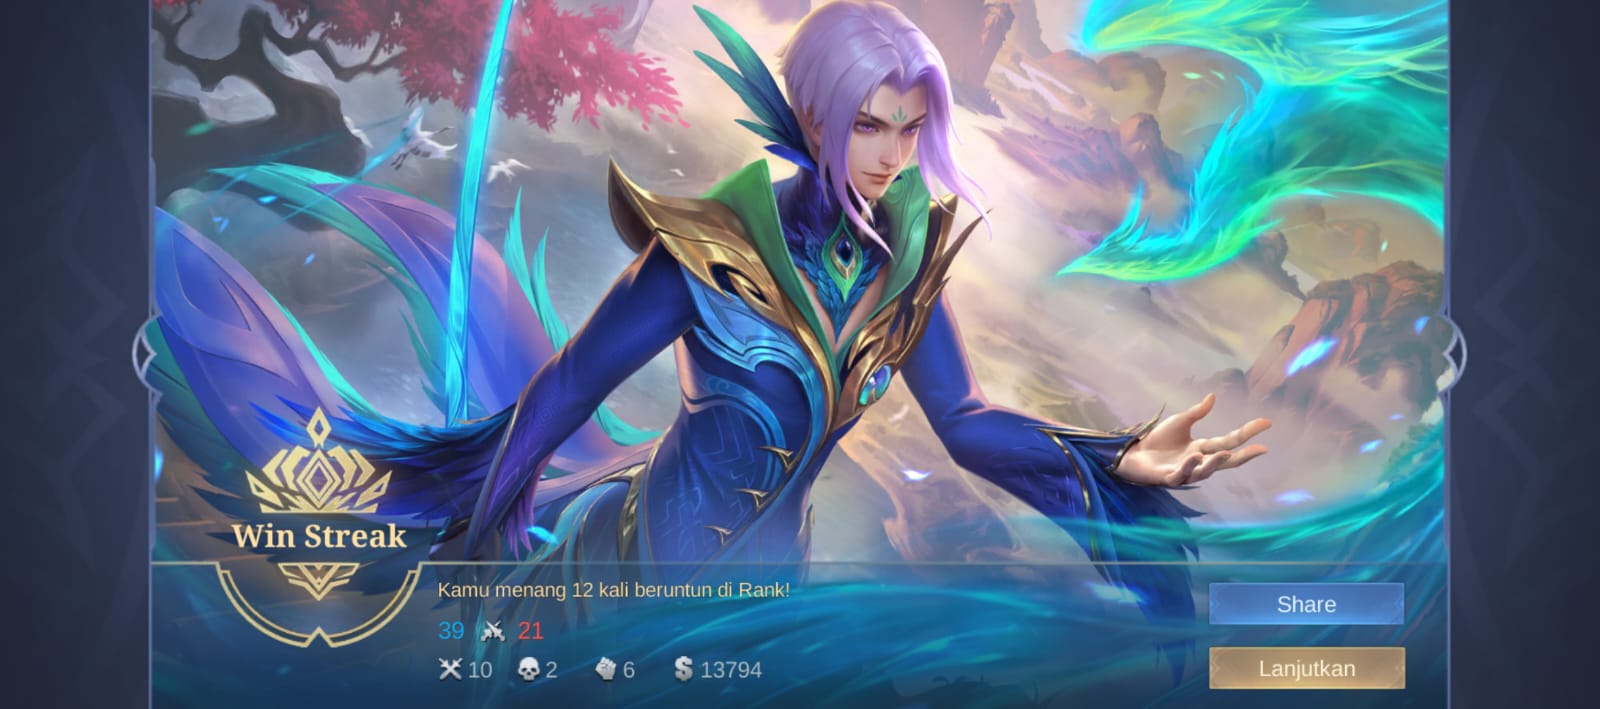 Win Streak
Kamu menang 12 kali beruntun di Rank!
39 21
10 2 6 13794
Share
Lanjutkan